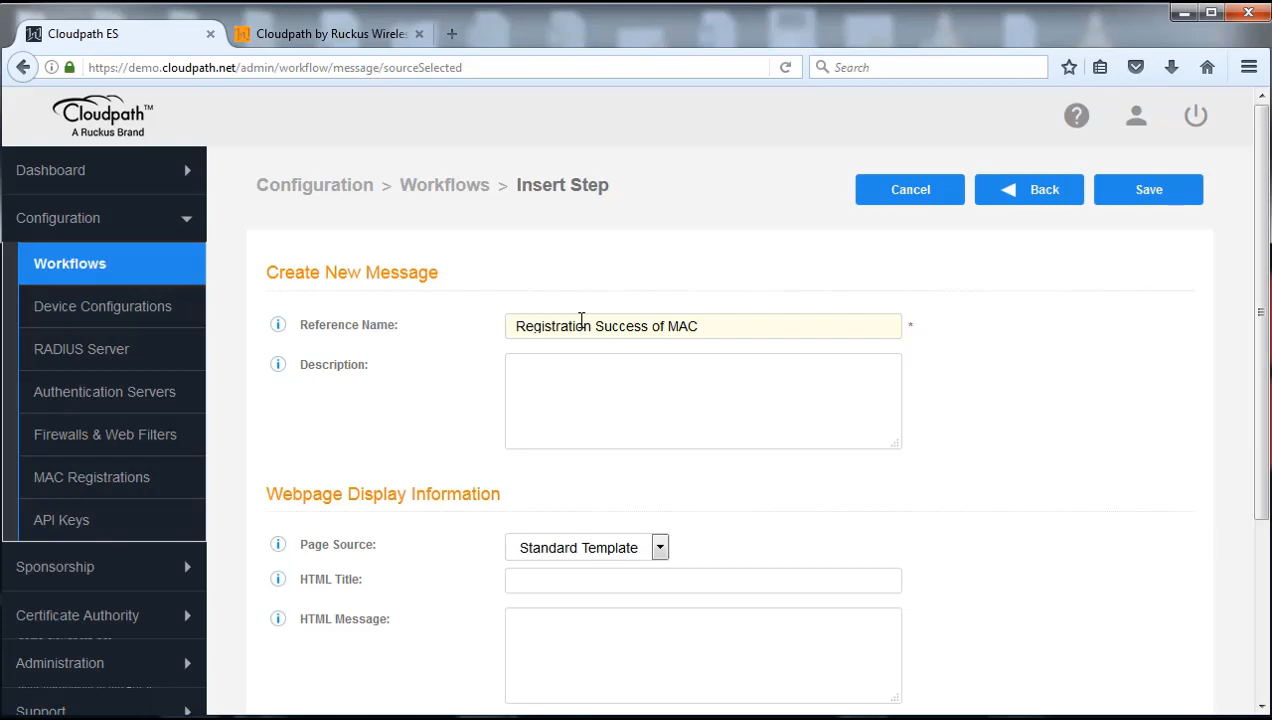 Cloudpath ES
Cloudpath by Ruckus Wireles
https://demo.cloudpath.net/admin/workflow/message/sourceSelected
Search
Cloudpath™
A Ruckus Brand
Dashboard
Configuration
Workflows
Device Configurations
RADIUS Server
Authentication Servers
Firewalls & Web Filters
MAC Registrations
API Keys
Sponsorship
Certificate Authority
Administration
Support
Configuration > Workflows > Insert Step
Cancel
Back
Save
Create New Message
Reference Name:
Registration Success of MAC
*
Description:
Webpage Display Information
Page Source:
Standard Template
HTML Title:
HTML Message: